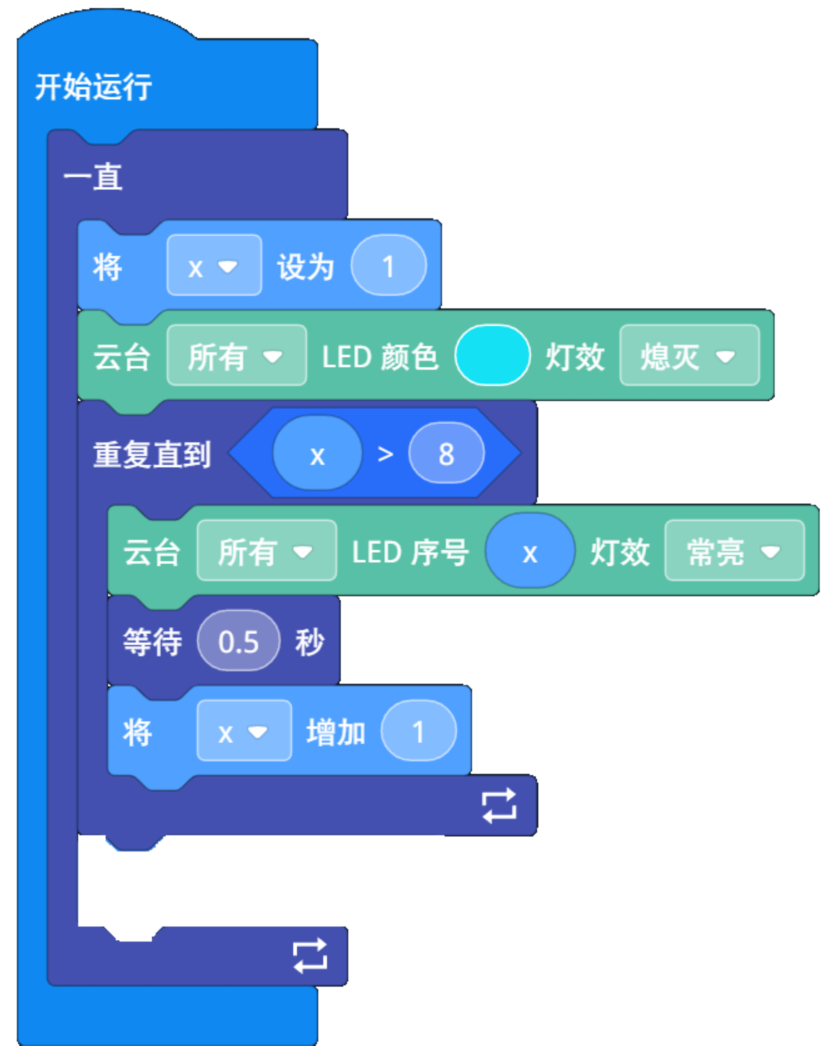 开始运行
一直
将 x 设为 1
云台 所有 LED 颜色 灯效 熄灭
重复直到 x > 8
云台 所有 LED 序号 x 灯效 常亮
等待 0.5 秒
将 x 增加 1